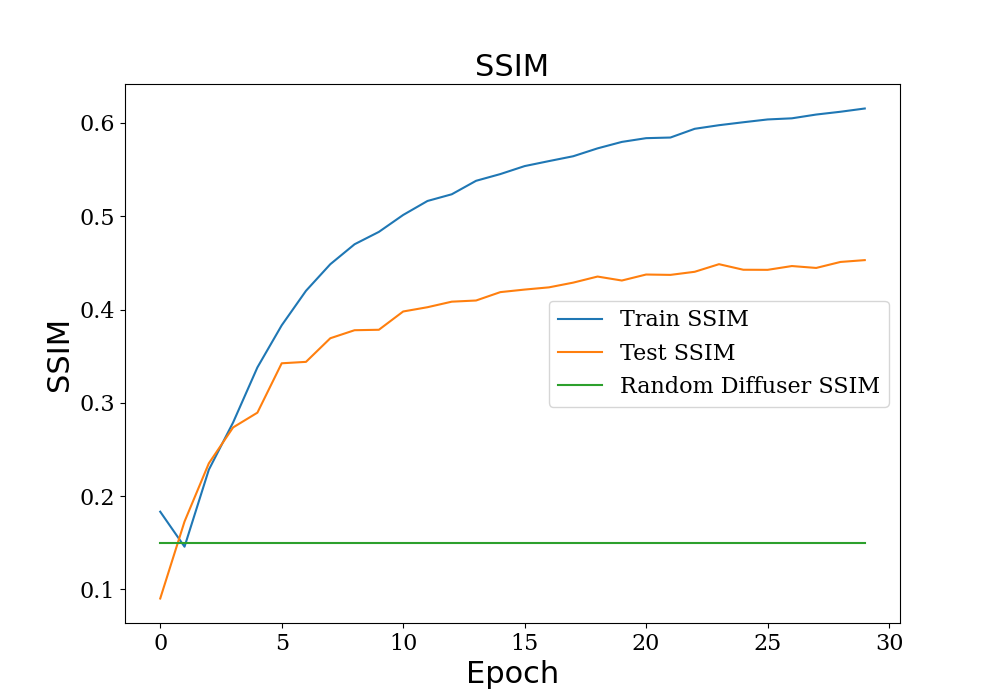 SSIM
0.6
0.5
0.4
0.3
0.2
0.1
SSIM
Train SSIM
Test SSIM
Random Diffuser SSIM
0 5 10 15 20 25 30
Epoch